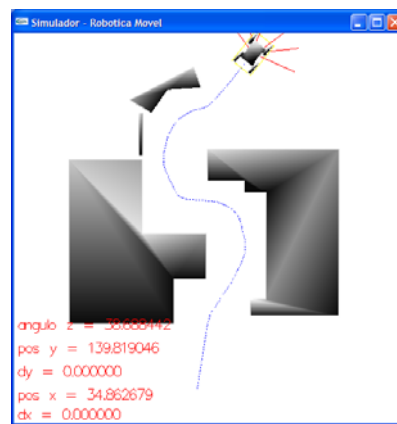 Simulador - Robotica Movel
angulo z = 38.688442
pos y = 139.819046
dy = 0.000000
pos x = 34.862679
dx = 0.000000